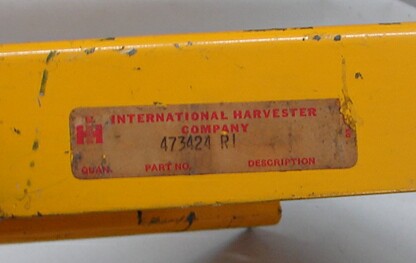 INTERNATIONAL HARVESTER
COMPANY
473424 R1
QUAN. PART NO. DESCRIPTION